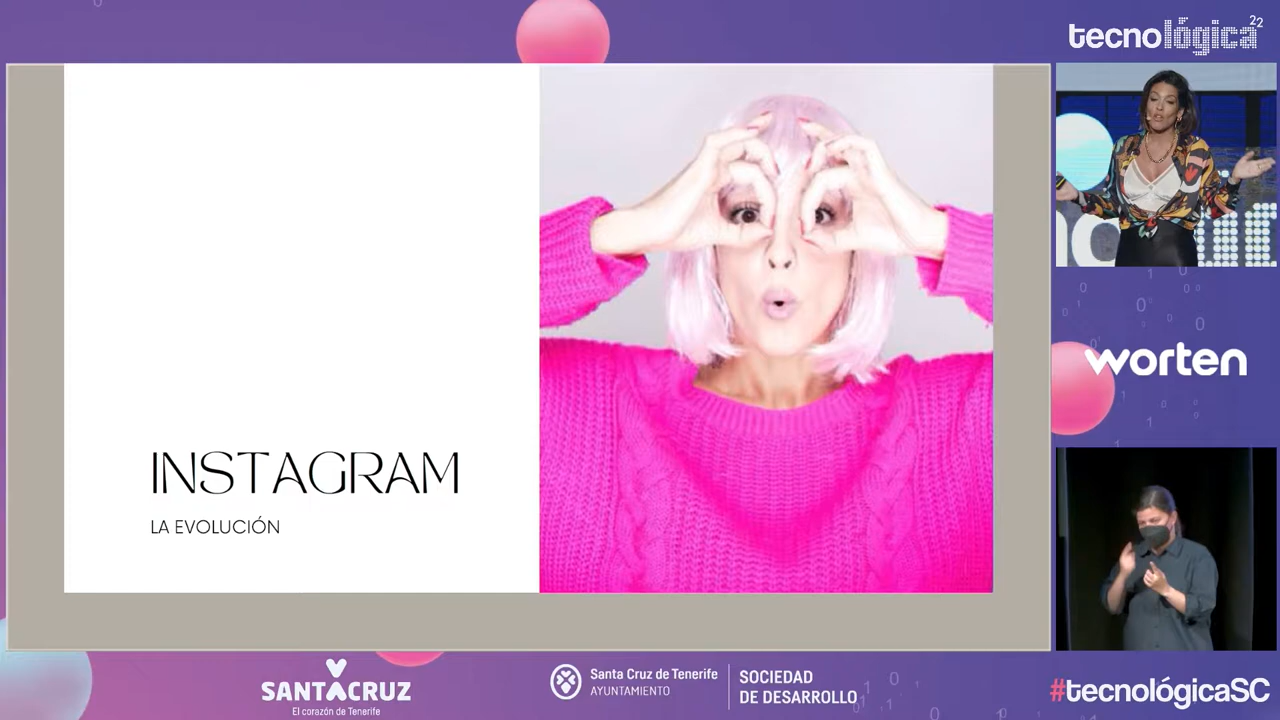 tecnológica22
INSTAGRAM
LA EVOLUCIÓN
worten
SANTACRUZ
El corazón de Tenerife
Santa Cruz de Tenerife
AYUNTAMIENTO
SOCIEDAD
DE DESARROLLO
#tecnológicaSC